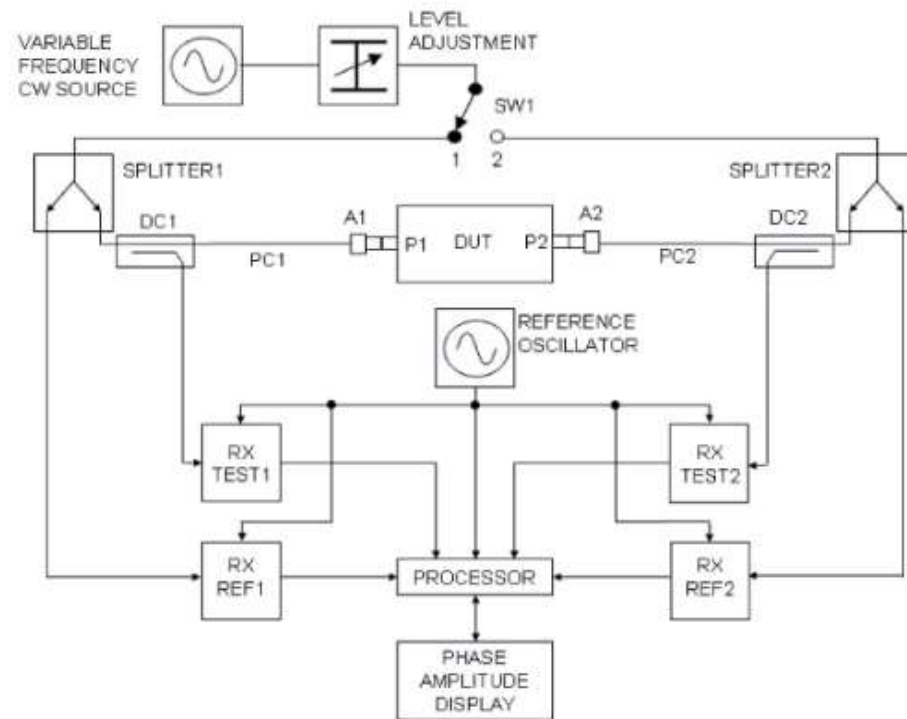 VARIABLE
FREQUENCY
CW SOURCE
LEVEL
ADJUSTMENT
SW1
1 2
SPLITTER1
SPLITTER2
DC1
A1
P1 DUT P2
A2
DC2
PC1
PC2
REFERENCE
OSCILLATOR
RX
TEST1
RX
TEST2
RX
REF1
PROCESSOR
RX
REF2
PHASE
AMPLITUDE
DISPLAY